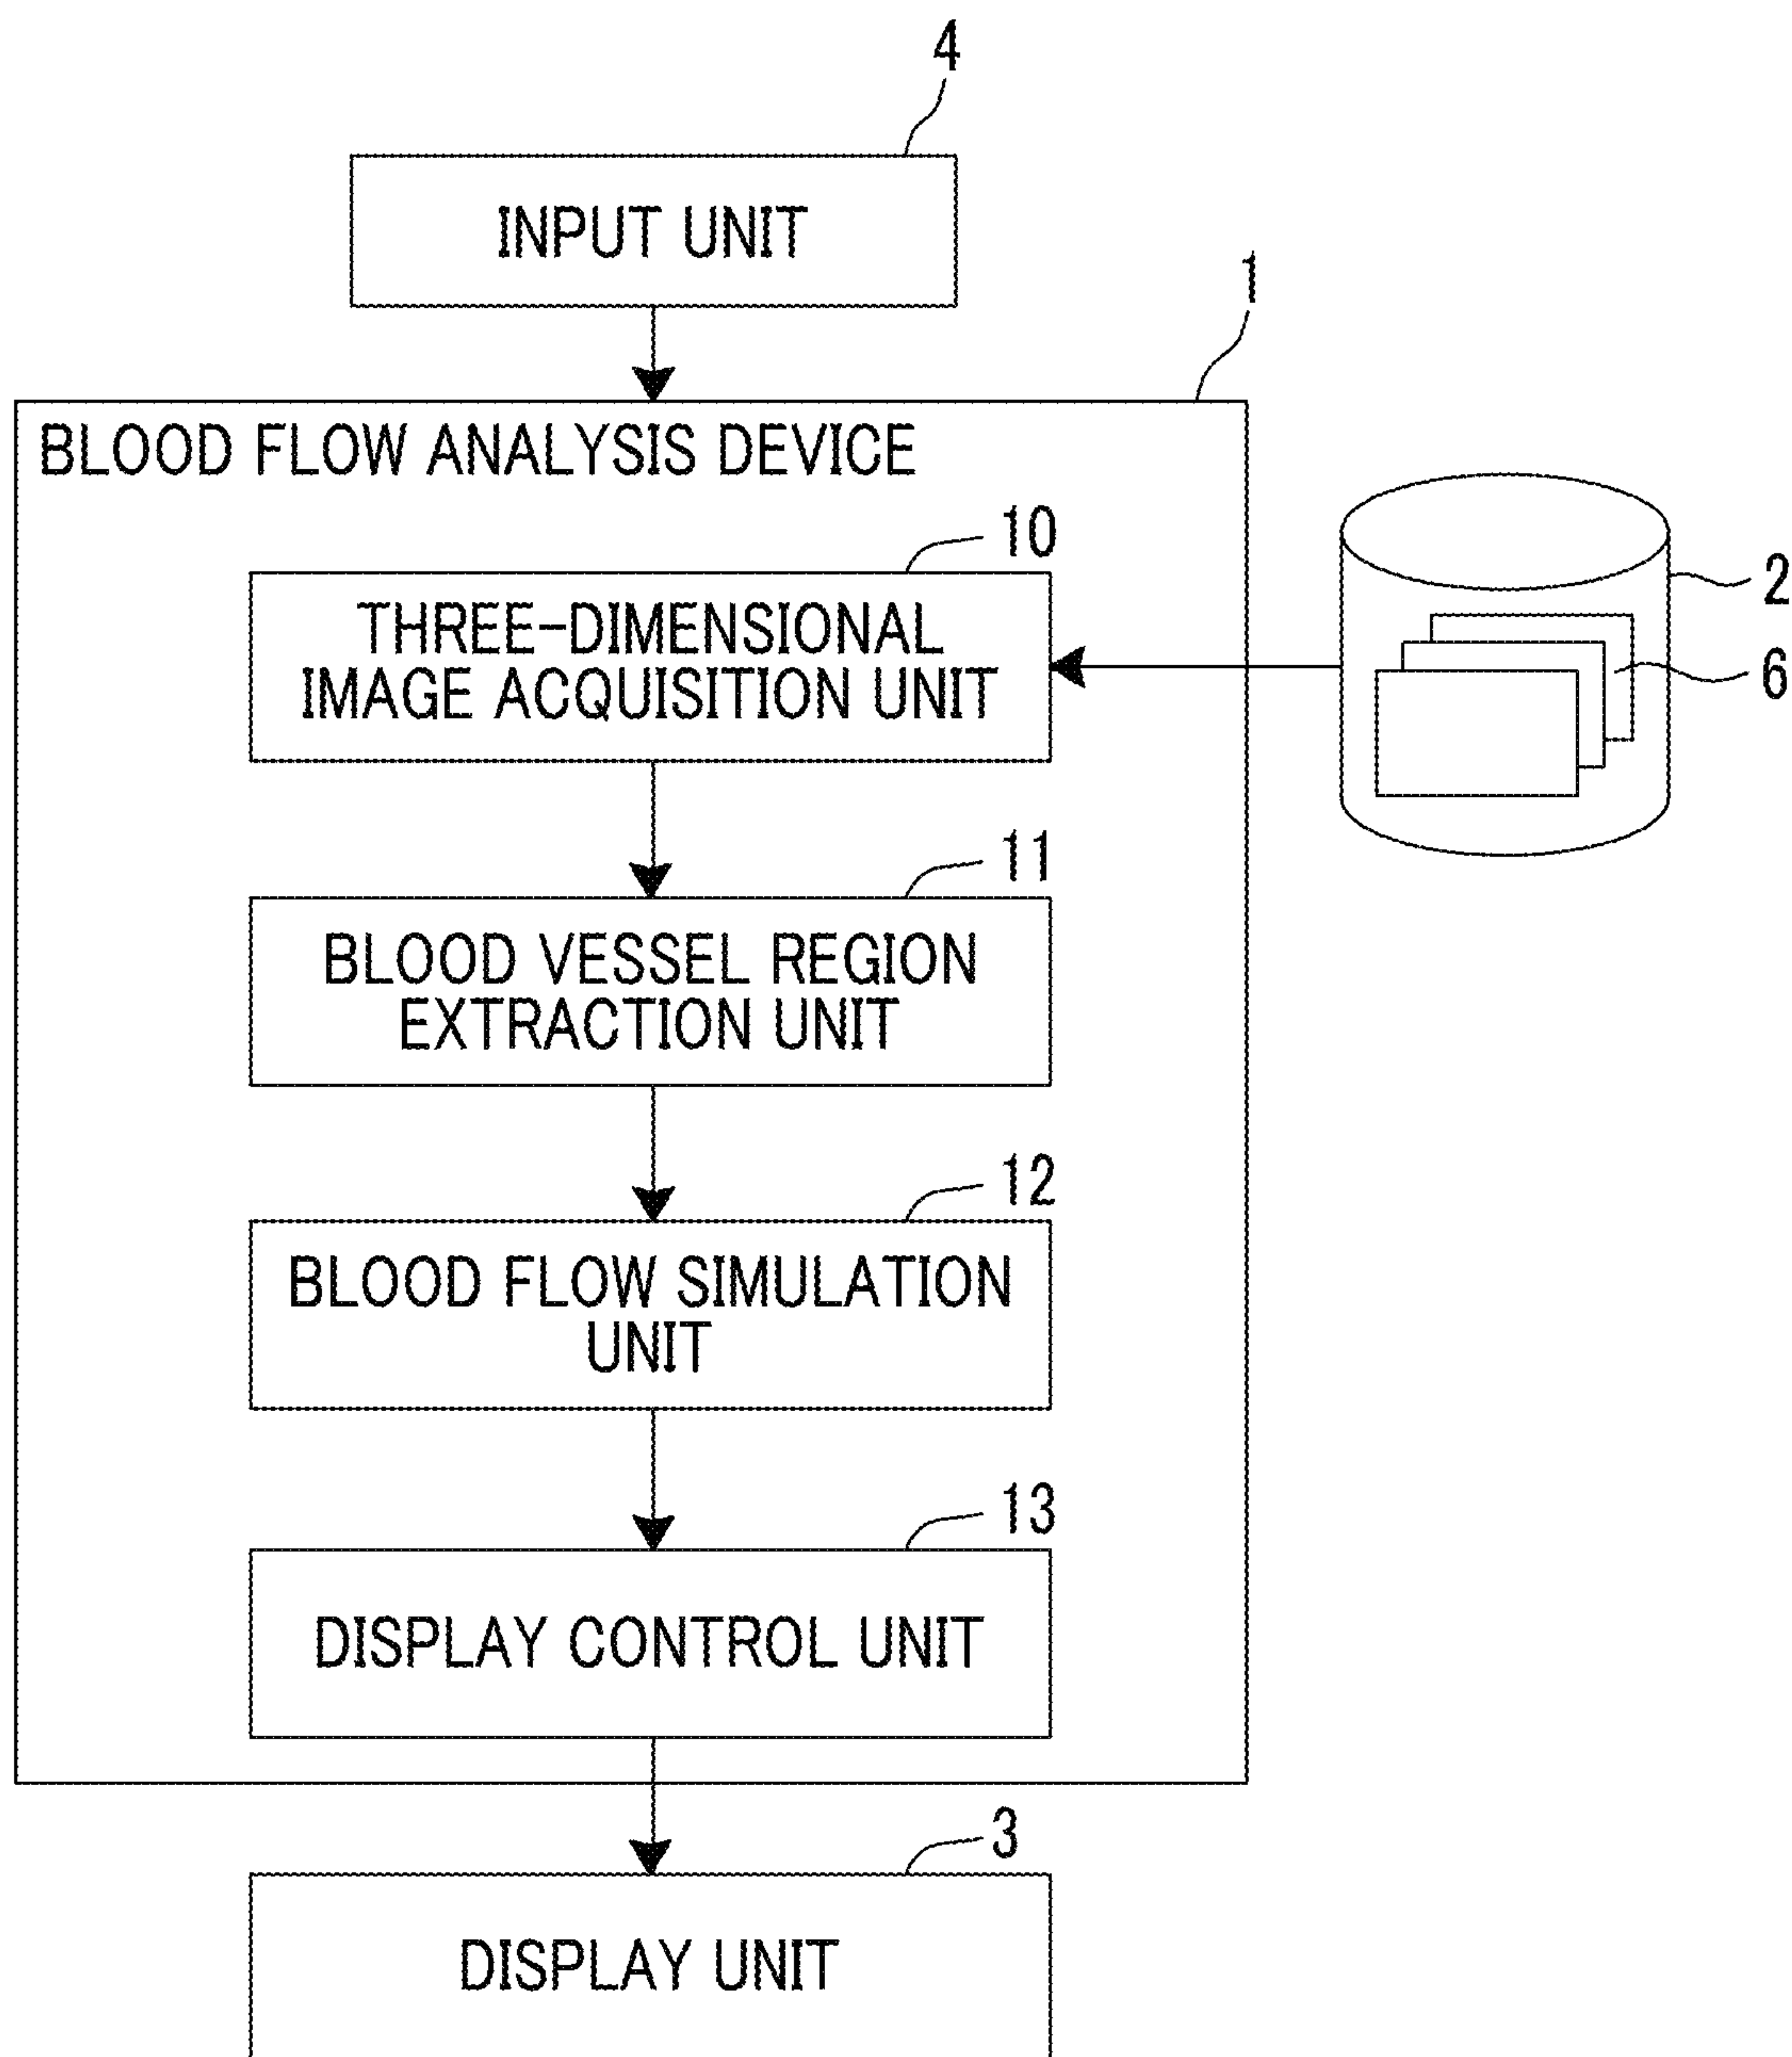 4
INPUT UNIT
1
BLOOD FLOW ANALYSIS DEVICE
10
THREE-DIMENSIONAL
IMAGE ACQUISITION UNIT
2
6
11
BLOOD VESSEL REGION
EXTRACTION UNIT
12
BLOOD FLOW SIMULATION
UNIT
13
DISPLAY CONTROL UNIT
3
DISPLAY UNIT